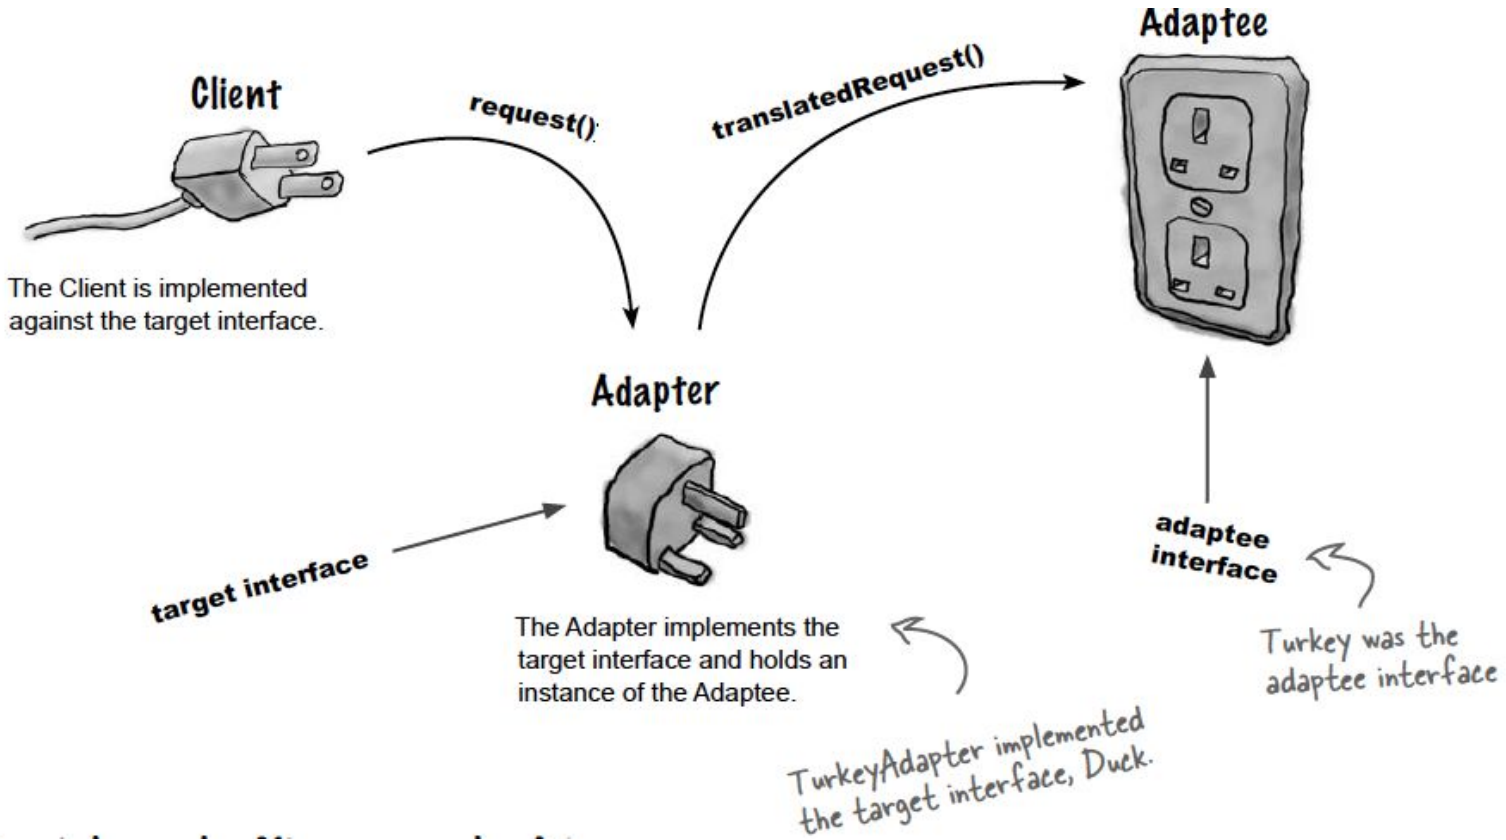 Adaptee
Client
request()
translatedRequest()
The Client is implemented
against the target interface.
Adapter
target interface
adaptee
interface
The Adapter implements the
target interface and holds an
instance of the Adaptee.
Turkey was the
adaptee interface
TurkeyAdapter implemented
the target interface, Duck.